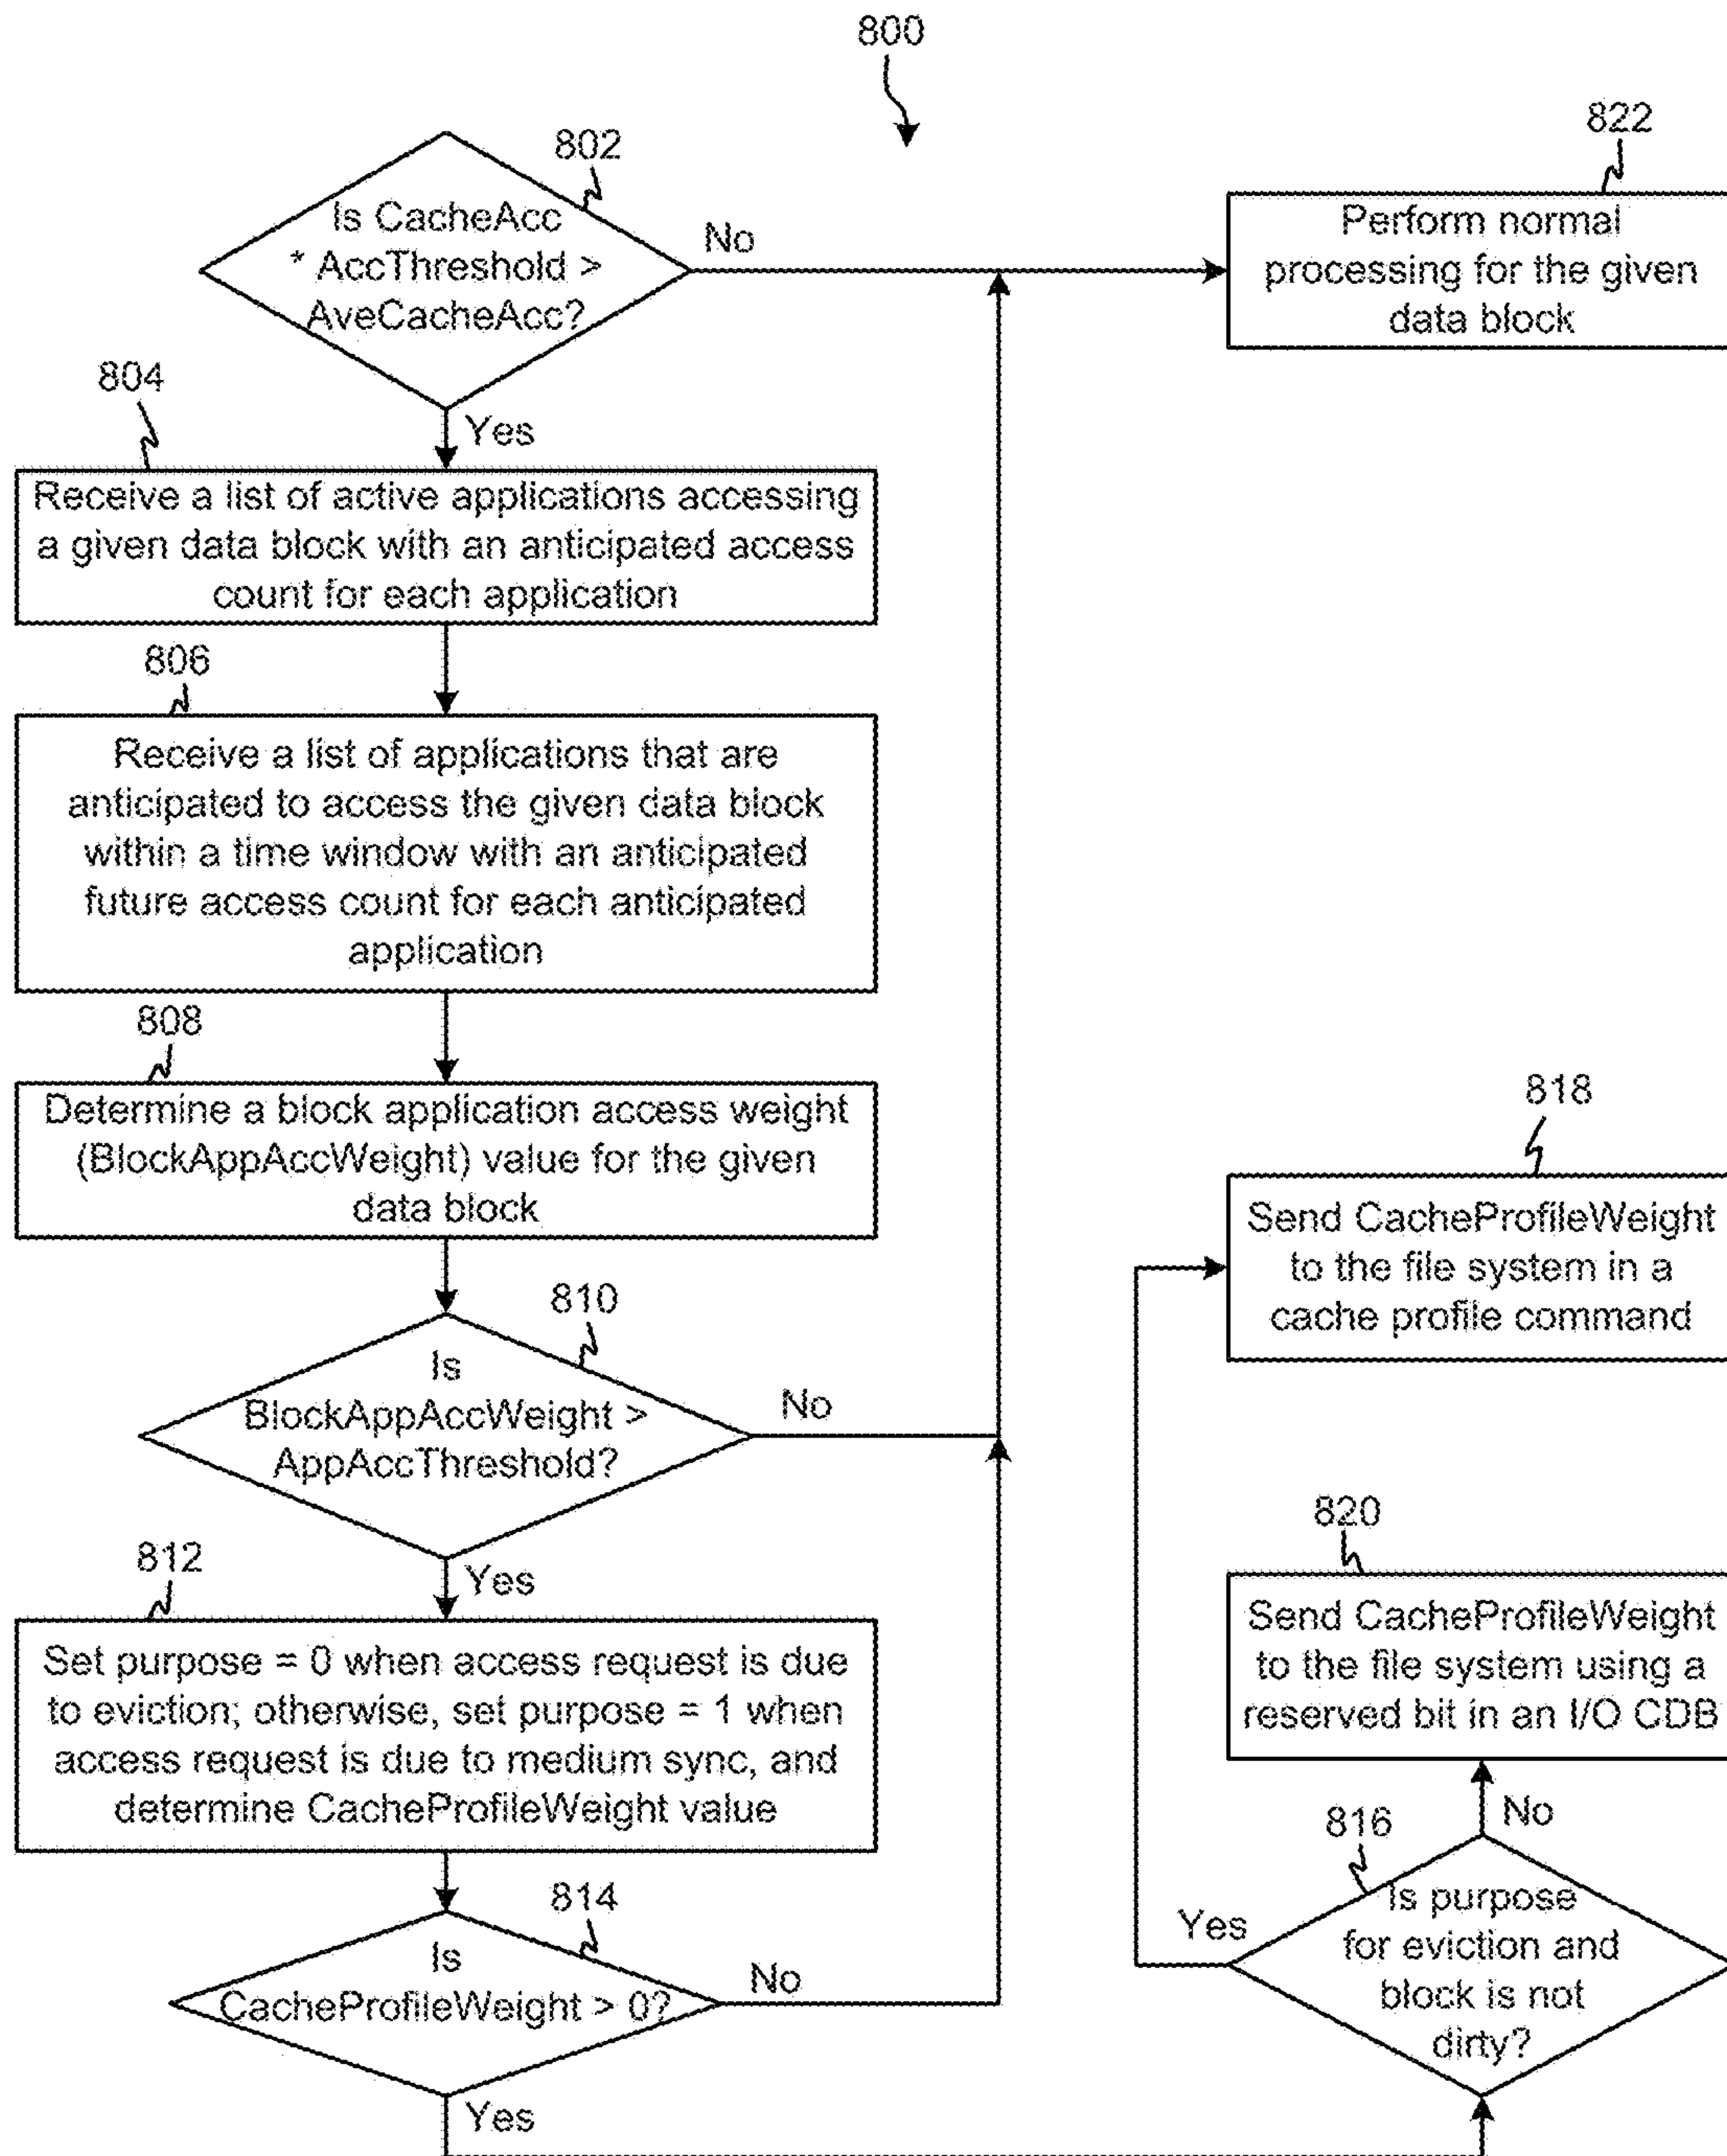 800
802
Is CacheAcc
* AccThreshold >
AveCacheAcc?
No
Yes
822
Perform normal
processing for the given
data block
804
Receive a list of active applications accessing
a given data block with an anticipated access
count for each application
806
Receive a list of applications that are
anticipated to access the given data block
within a time window with an anticipated
future access count for each anticipated
application
808
Determine a block application access weight
(BlockAppAccWeight) value for the given
data block
810
Is
BlockAppAccWeight >
AppAccThreshold?
No
Yes
812
Set purpose = 0 when access request is due
to eviction; otherwise, set purpose = 1 when
access request is due to medium sync, and
determine CacheProfileWeight value
814
Is
CacheProfileWeight > 0?
No
Yes
818
Send CacheProfileWeight
to the file system in a
cache profile command
820
Send CacheProfileWeight
to the file system using a
reserved bit in an I/O CDB
No
816
Yes
Is purpose
for eviction and
block is not
dirty?